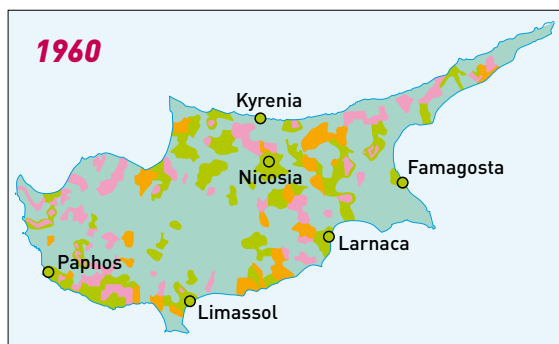 1960
Kyrenia
Nicosia
Famagosta
Larnaca
Paphos
Limassol